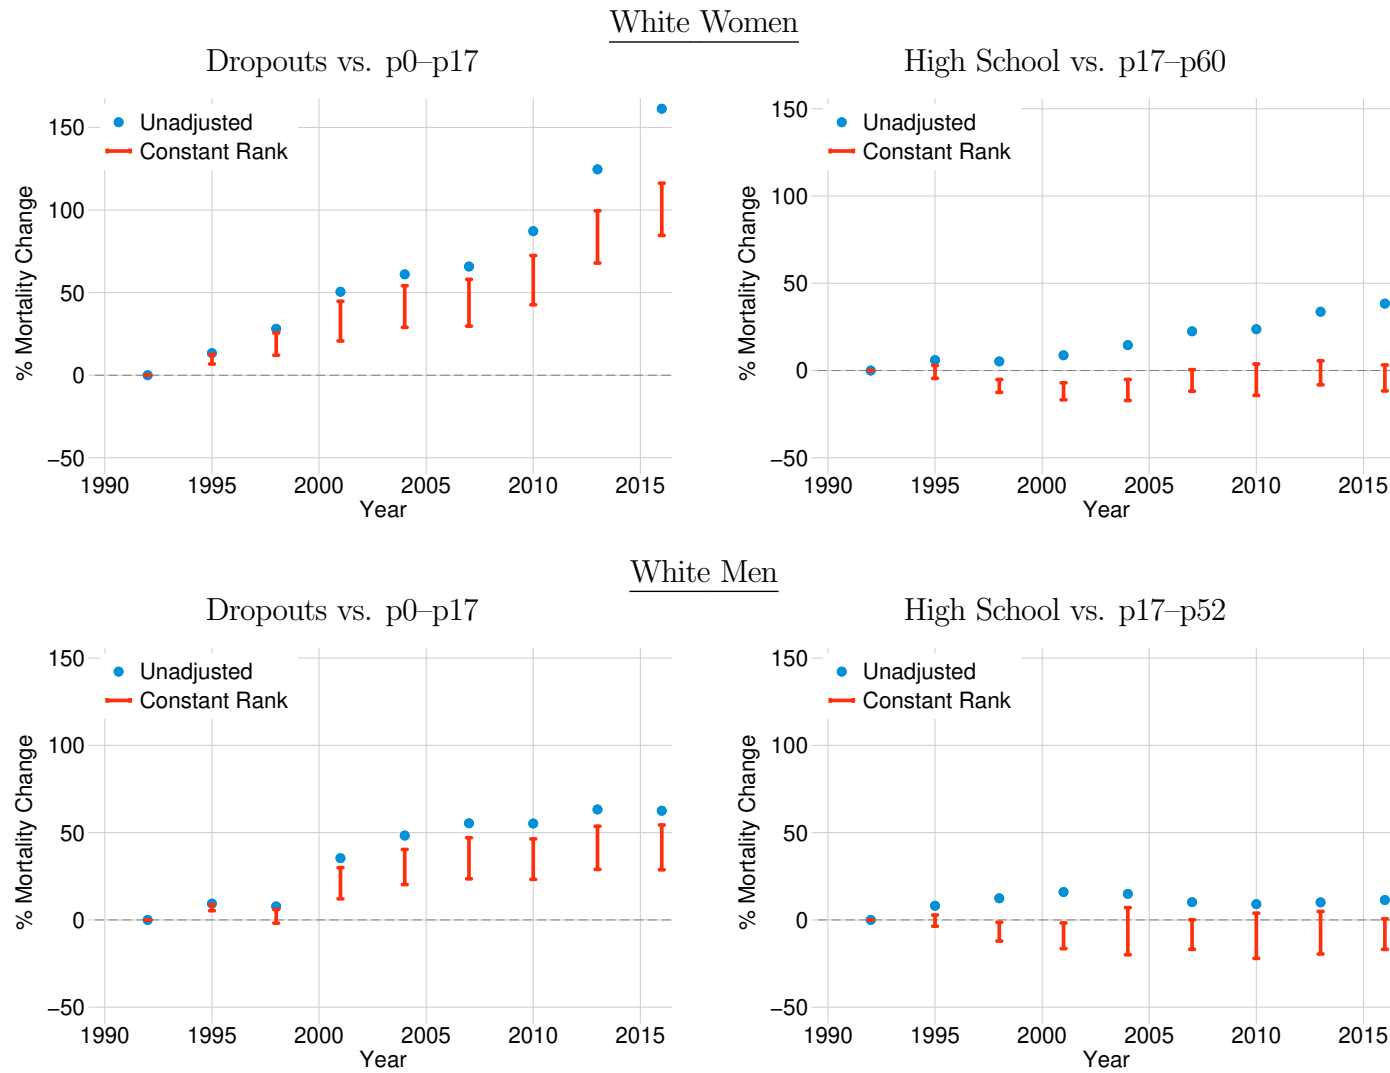 White Women
Dropouts vs. p0–p17
High School vs. p17–p60
Unadjusted
Constant Rank
% Mortality Change
150
100
50
0
−50
1990 1995 2000 2005 2010 2015
Year
Unadjusted
Constant Rank
% Mortality Change
150
100
50
0
−50
1990 1995 2000 2005 2010 2015
Year
White Men
Dropouts vs. p0–p17
High School vs. p17–p52
Unadjusted
Constant Rank
% Mortality Change
150
100
50
0
−50
1990 1995 2000 2005 2010 2015
Year
Unadjusted
Constant Rank
% Mortality Change
150
100
50
0
−50
1990 1995 2000 2005 2010 2015
Year